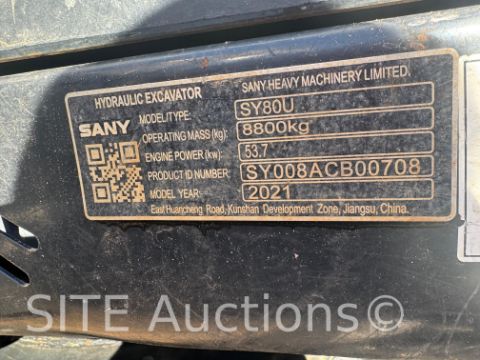 HYDRAULIC EXCAVATOR SANY HEAVY MACHINERY LIMITED.
SANY
MODEL/TYPE: SY80U
OPERATING MASS (kg): 8800kg
ENGINE POWER (kw): 53.7
PRODUCT ID NUMBER: SY008ACB00708
MODEL YEAR: 2021
East Huancheng Road, Kunshan Development Zone, Jiangsu, China.
SITE Auctions©